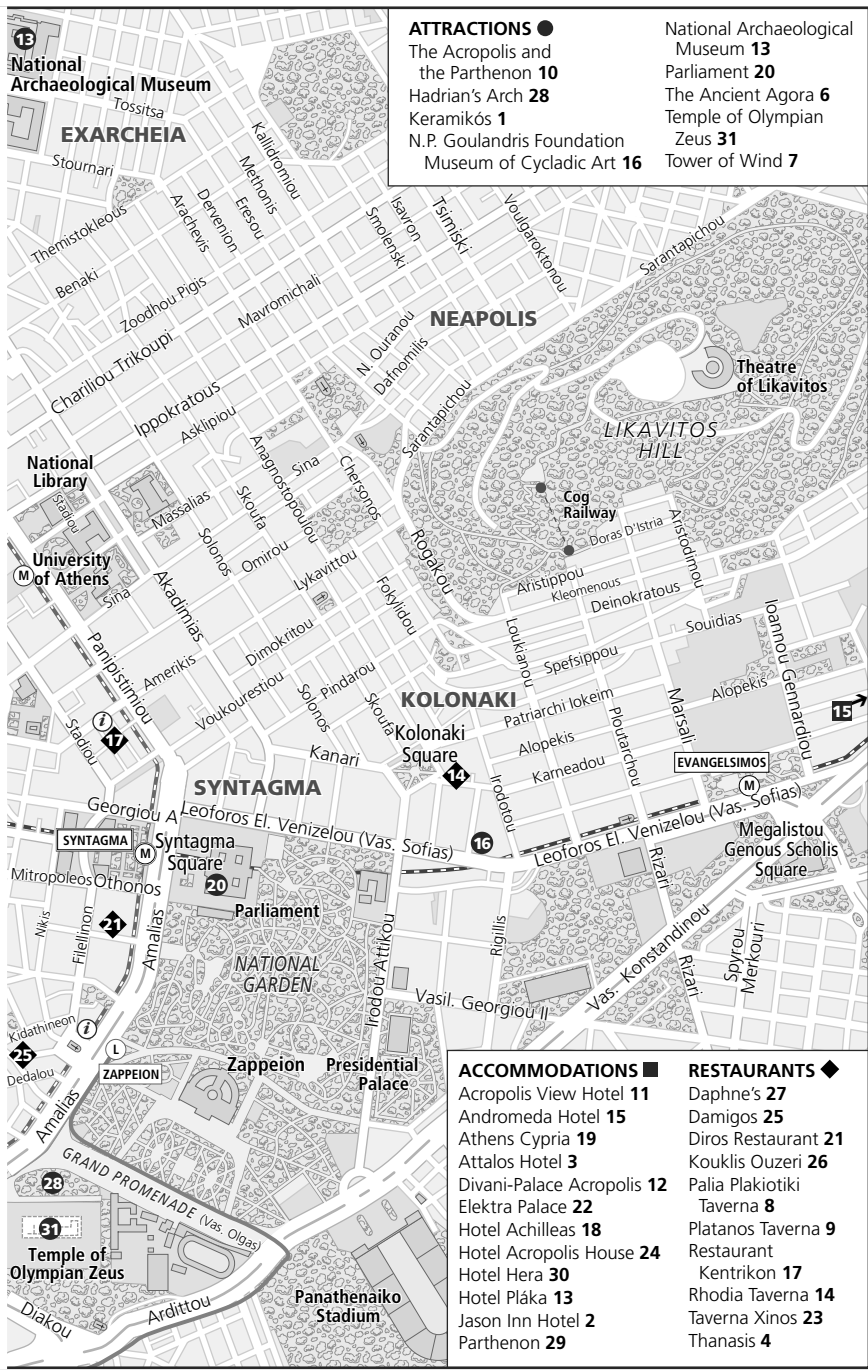 ATTRACTIONS ●
The Acropolis and
the Parthenon 10
Hadrian's Arch 28
Keramikós 1
N.P. Goulandris Foundation
Museum of Cycladic Art 16
National Archaeological
Museum 13
Parliament 20
The Ancient Agora 6
Temple of Olympian
Zeus 31
Tower of Wind 7
13
National
Archaeological Museum
Tossitsa
EXARCHEIA
Stournari
Kallidromiou
Methonis
Eresou
Dervenion
Arachevis
Themistokleous
Benaki
Zoodhou Pigis
Isavron
Smolenski
Tsimiski
Voulgaroktonou
Sarantapichou
Mavromichali
NEAPOLIS
Chariliou Trikoupi
N. Ouranou
Dafnomilis
Theatre
of Likavitos
Ippokratous
Sarantapichou
LIKAVITOS
HILL
Asklipiou
National
Library
Stadiou
Massalias
Sina
Anagnostopoulou
Skoufa
Chersonos
Cog
Railway
Solonos
Omirou
Rogakou
Doras D'Istria
Aristodimou
University
of Athens
M
Sina
Akadimias
Lykavittou
Fokylidou
Aristippou
Kleomenous
Deinokratous
Ioannou Gennardiou
Panipistimiou
Dimokritou
Loukianou
Souidias
Amerikis
Spefsippou
Voukourestiou
Solonos
Pindarou
Skoufa
KOLONAKI
Patriarchi Iokeim
Marsali
Alopekis
15
Stadiou
i
17
Kolonaki
Square
14
Alopekis
Ploutarchou
Kanari
Karneadou
EVANGELSIMOS
M
SYNTAGMA
Irodotou
Georgiou A
Leoforos El. Venizelou (Vas. Sofias)
16
Leoforos El. Venizelou (Vas. Sofias)
SYNTAGMA
M
Syntagma
Square
Megalistou
Genous Scholis
Square
Mitropoleos
Othonos
20
Parliament
Rizari
Nikis
Filellinon
21
Amalias
NATIONAL
GARDEN
Irodou Attikou
Rigillis
Vas. Konstandinou
Rizari
Spyrou
Merkouri
Vasil. Georgiou II
Kidathineon
i
25
Dedalou
L
ZAPPEION
Zappeion
Presidential
Palace
Amalias
GRAND PROMENADE (Vas. Olgas)
28
31
Temple of
Olympian Zeus
Panathenaiko
Stadium
Diakou
Ardittou
ACCOMMODATIONS ■
Acropolis View Hotel 11
Andromeda Hotel 15
Athens Cypria 19
Attalos Hotel 3
Divani-Palace Acropolis 12
Elektra Palace 22
Hotel Achilleas 18
Hotel Acropolis House 24
Hotel Hera 30
Hotel Pláka 13
Jason Inn Hotel 2
Parthenon 29
RESTAURANTS ◆
Daphne's 27
Damigos 25
Diros Restaurant 21
Kouklis Ouzeri 26
Palia Plakiotiki
Taverna 8
Platanos Taverna 9
Restaurant
Kentrikon 17
Rhodia Taverna 14
Taverna Xinos 23
Thanasis 4